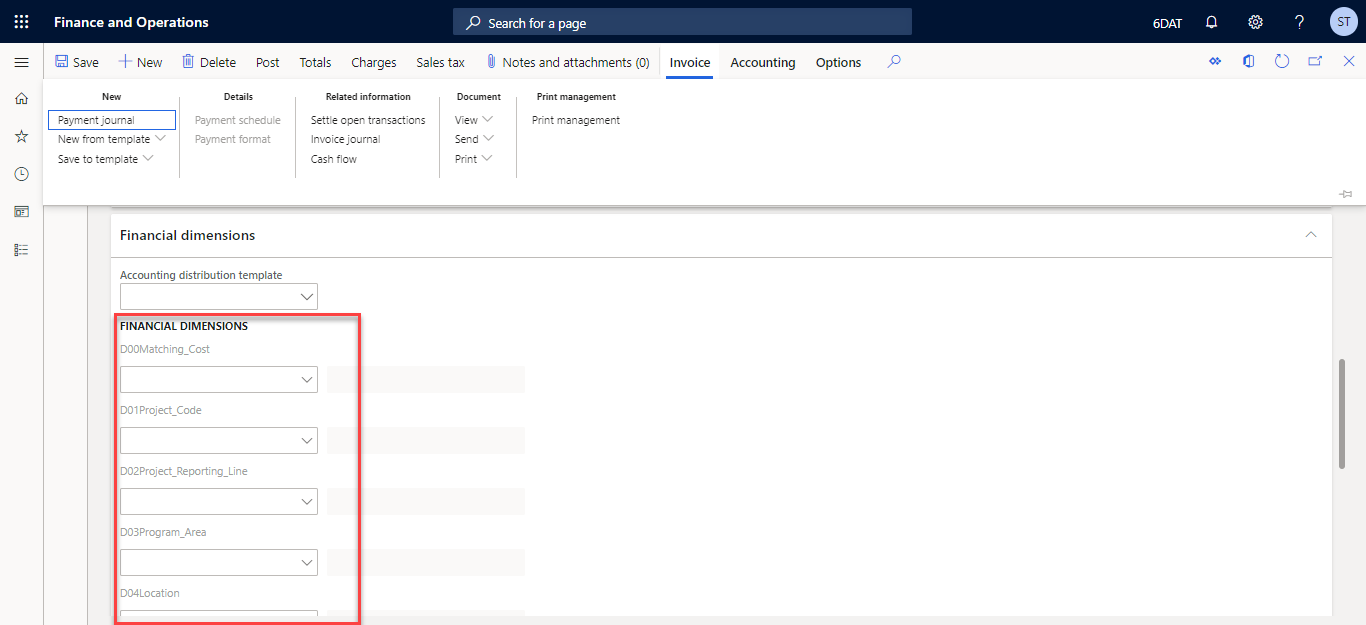 Finance and Operations
Search for a page
6DAT
?
ST
Save
New
Delete
Post
Totals
Charges
Sales tax
Notes and attachments (0)
Invoice
Accounting
Options
New
Payment journal
New from template
Save to template
Details
Payment schedule
Payment format
Related information
Settle open transactions
Invoice journal
Cash flow
Document
View
Send
Print
Print management
Print management
Financial dimensions
Accounting distribution template
FINANCIAL DIMENSIONS
D00Matching_Cost
D01Project_Code
D02Project_Reporting_Line
D03Program_Area
D04Location